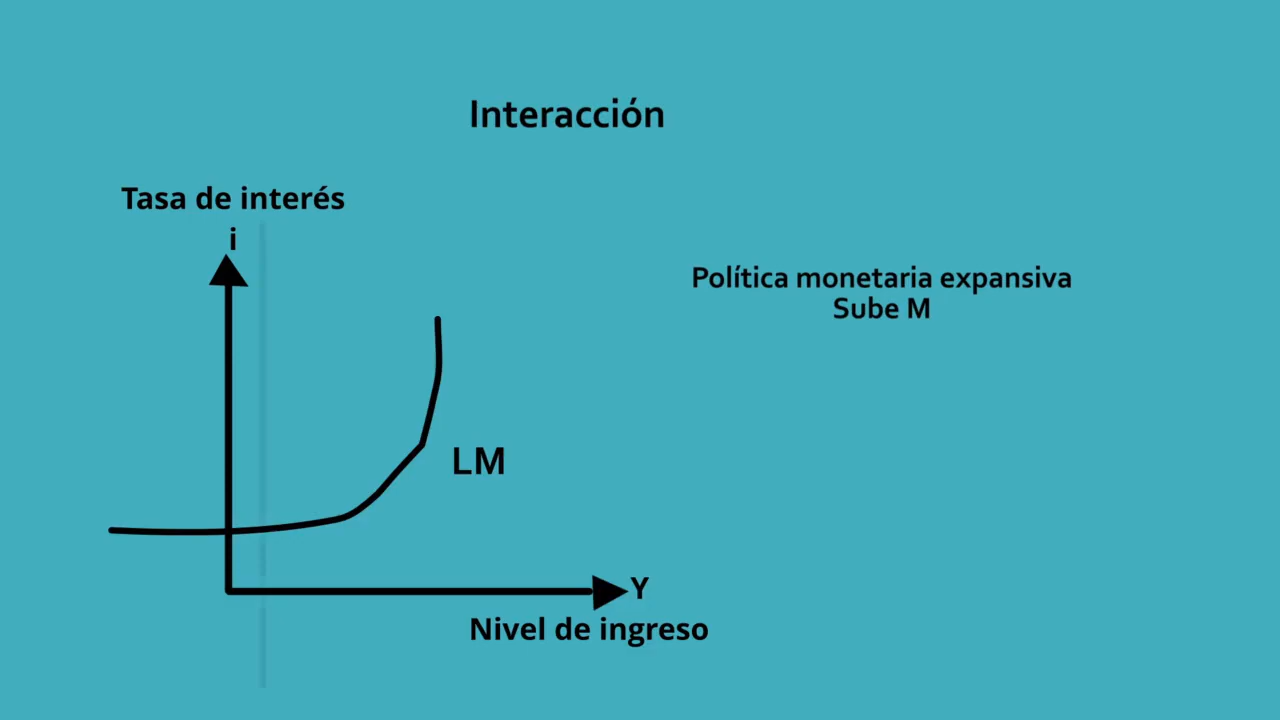 Interacción
Tasa de interés
i
Política monetaria expansiva
Sube M
LM
Y
Nivel de ingreso